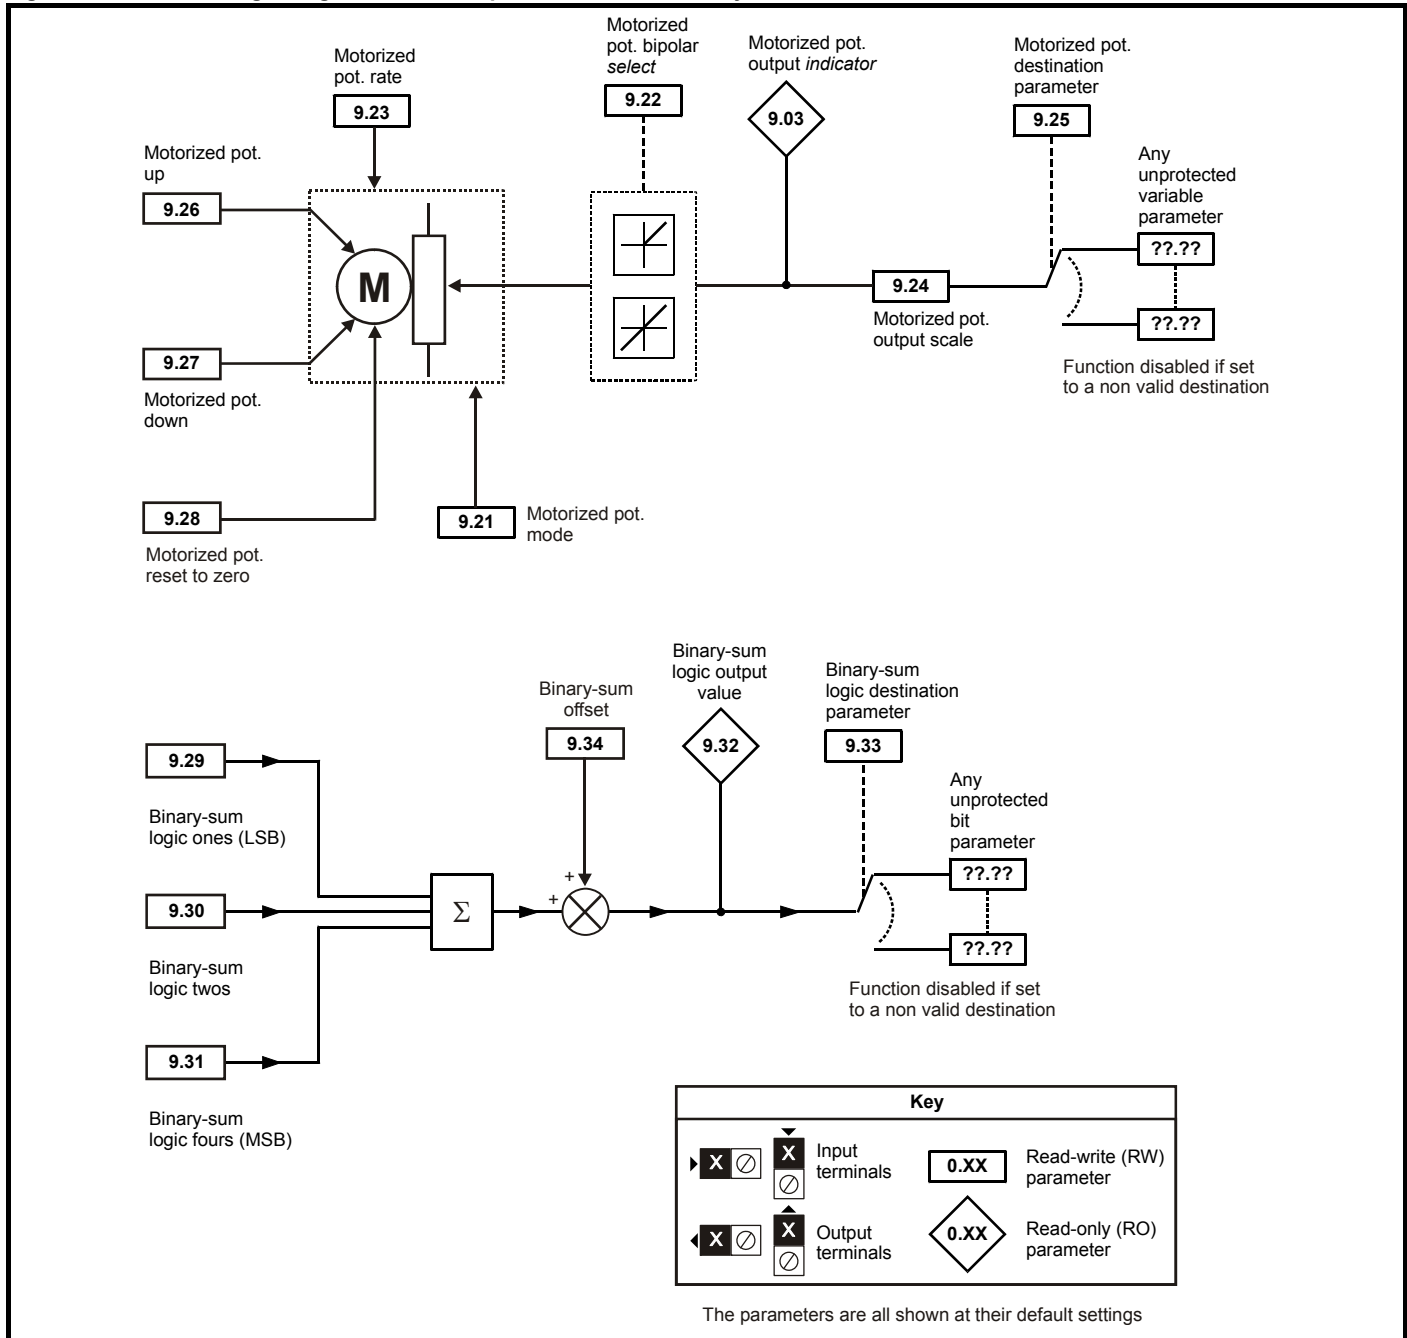 Motorized
pot. rate
9.23
Motorized
pot. bipolar
select
9.22
Motorized pot.
output indicator
9.03
Motorized pot.
destination
parameter
9.25
Any
unprotected
variable
parameter
??.??
??.??
Function disabled if set
to a non valid destination
Motorized pot.
up
9.26
M
9.24
Motorized pot.
output scale
9.27
Motorized pot.
down
9.28
Motorized pot.
reset to zero
9.21
Motorized pot.
mode
Binary-sum
logic output
value
9.32
Binary-sum
offset
9.34
Binary-sum
logic destination
parameter
9.33
Any
unprotected
bit
parameter
??.??
??.??
Function disabled if set
to a non valid destination
9.29
Binary-sum
logic ones (LSB)
9.30
Binary-sum
logic twos
Σ
+
+
9.31
Binary-sum
logic fours (MSB)
Key
X
X
Input
terminals
0.XX
Read-write (RW)
parameter
X
X
Output
terminals
0.XX
Read-only (RO)
parameter
The parameters are all shown at their default settings